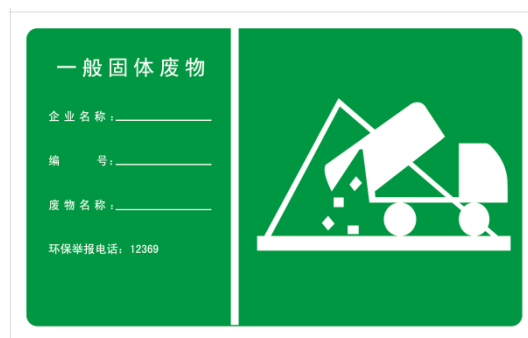 一般固体废物
企业名称：
编 号：
废物名称：
环保举报电话：12369